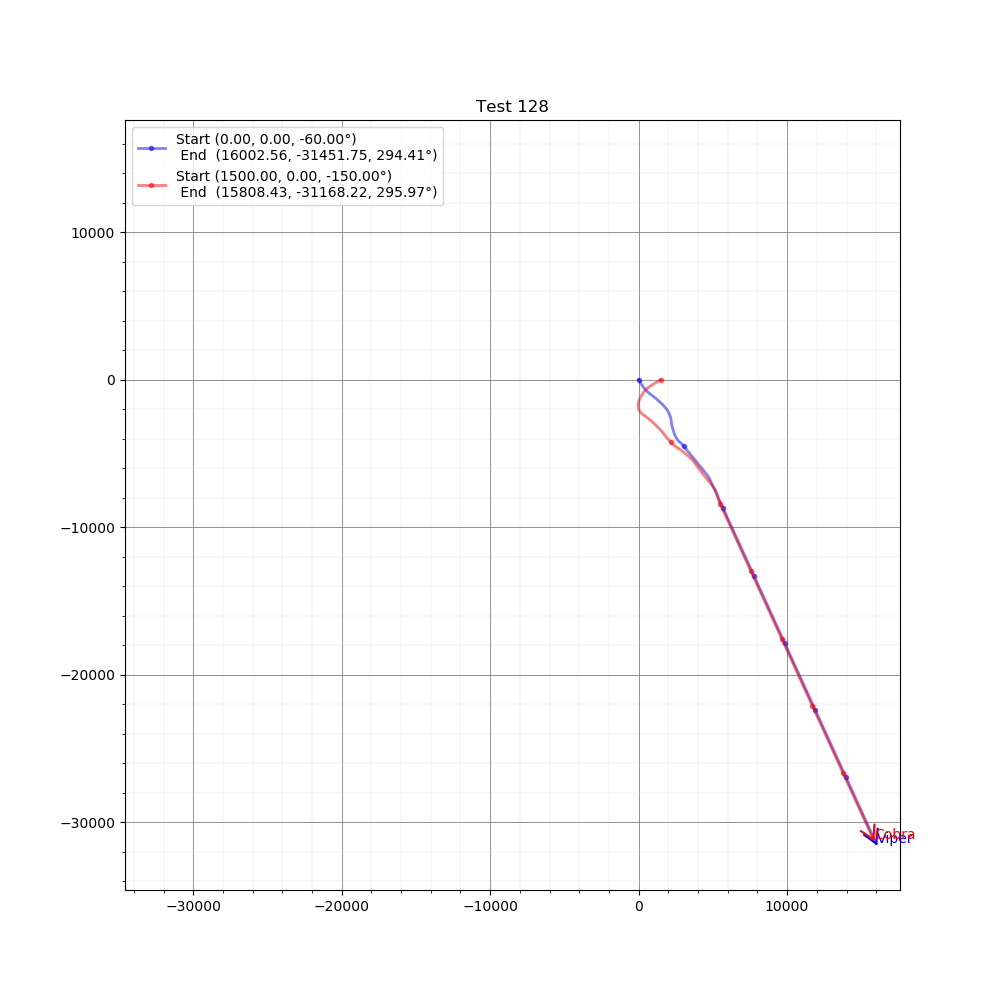 Test 128
Start (0.00, 0.00, -60.00°)
End (16002.56, -31451.75, 294.41°)
Start (1500.00, 0.00, -150.00°)
End (15808.43, -31168.22, 295.97°)
10000
0
−10000
−20000
−30000
Cobra
Viper
−30000
−20000
−10000
0
10000